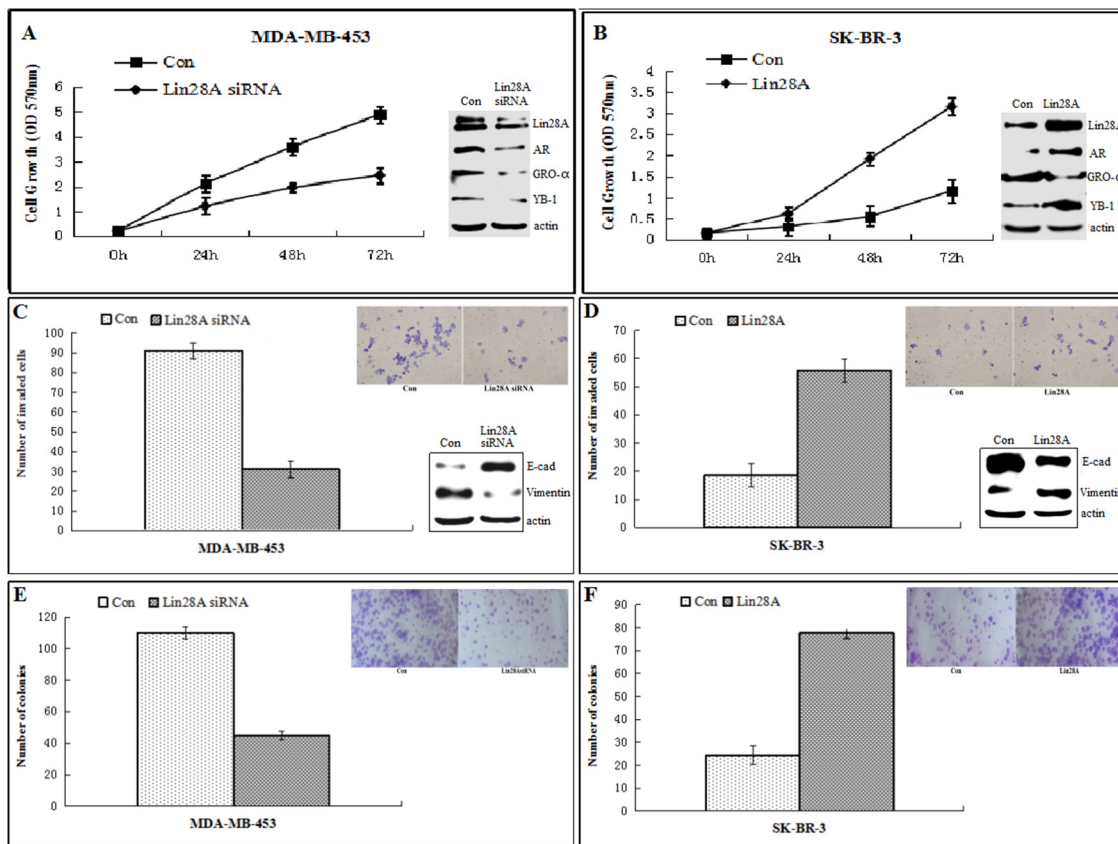 A
MDA-MB-453
Con
Lin28A siRNA
Cell Growth (OD 570nm)
6
5
4
3
2
1
0
0h 24h 48h 72h
Con Lin28A siRNA
Lin28A
AR
GRO-α
YB-1
actin
B
SK-BR-3
Con
Lin28A
Cell Growth (OD 570nm)
4
3.5
3
2.5
2
1.5
1
0.5
0h 24h 48h 72h
Con Lin28A
Lin28A
AR
GRO-α
YB-1
actin
C
Con Lin28A siRNA
Number of invaded cells
100
90
80
70
60
50
40
30
20
10
0
MDA-MB-453
Con Lin28A siRNA
Con Lin28A siRNA
E-cad
Vimentin
actin
D
Con Lin28A
Number of invaded cells
70
60
50
40
30
20
10
0
SK-BR-3
Con Lin28A
Con Lin28A
E-cad
Vimentin
actin
E
Con Lin28A siRNA
Number of colonies
120
100
80
60
40
20
0
MDA-MB-453
Con Lin28AsiRNA
F
Con Lin28A
Number of colonies
90
80
70
60
50
40
30
20
10
0
SK-BR-3
Con Lin28A